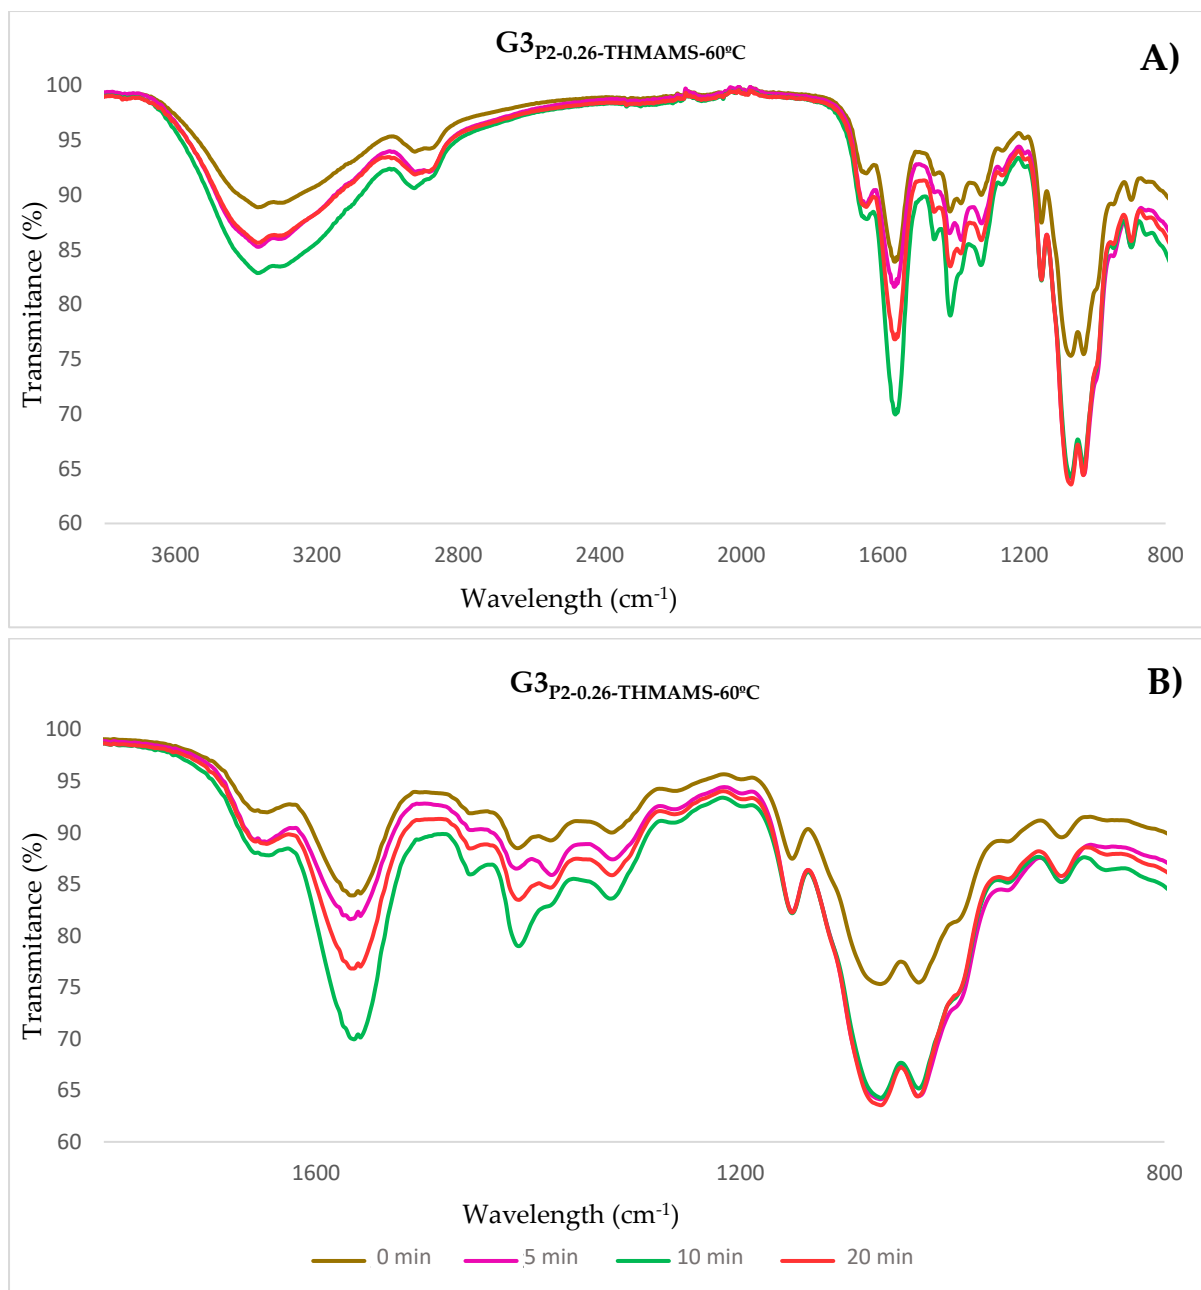 G3P2-0.26-THMAMS-60ºC
A)
100
95
90
85
80
75
70
65
60
Transmitance (%)
3600 3200 2800 2400 2000 1600 1200 800
Wavelength (cm-1)
G3P2-0.26-THMAMS-60ºC
B)
100
95
90
85
80
75
70
65
60
Transmitance (%)
1600 1200 800
Wavelength (cm-1)
0 min 5 min 10 min 20 min